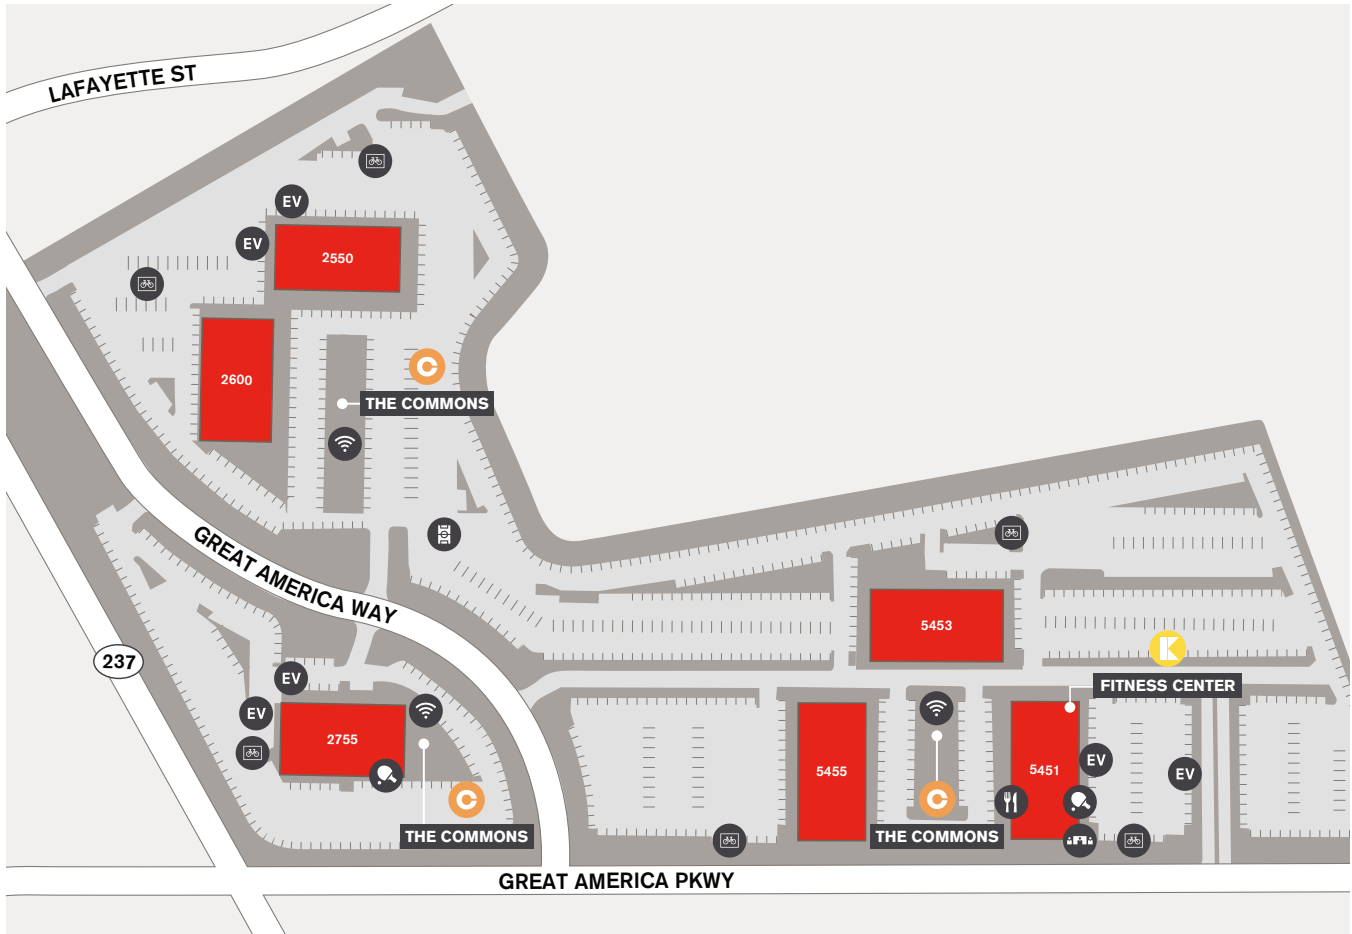 LAFAYETTE ST
EV
EV
2550
2600
THE COMMONS
GREAT AMERICA WAY
237
EV
EV
2755
THE COMMONS
5453
FITNESS CENTER
5455
5451
EV
EV
THE COMMONS
GREAT AMERICA PKWY